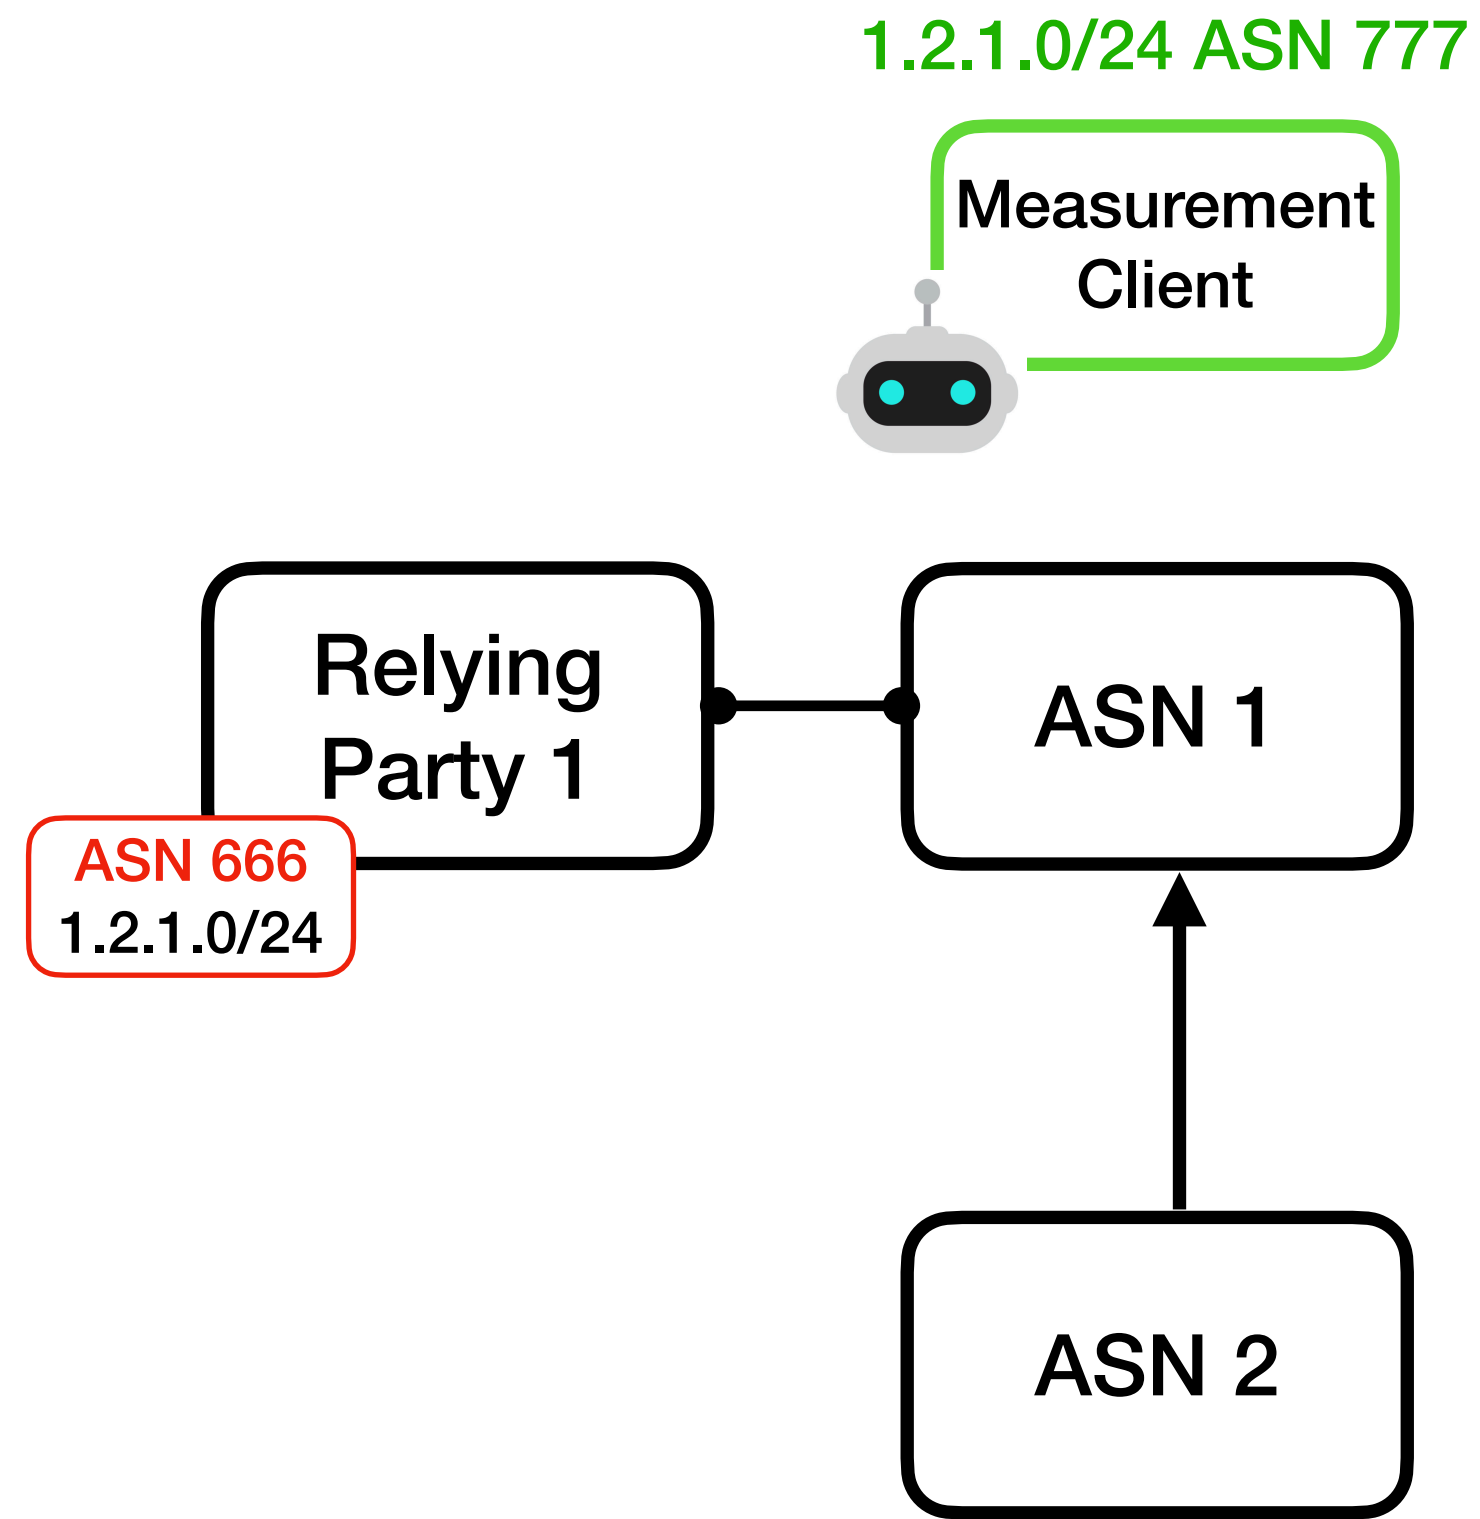 1.2.1.0/24 ASN 777
Measurement
Client
Relying
Party 1
ASN 1
ASN 666
1.2.1.0/24
ASN 2